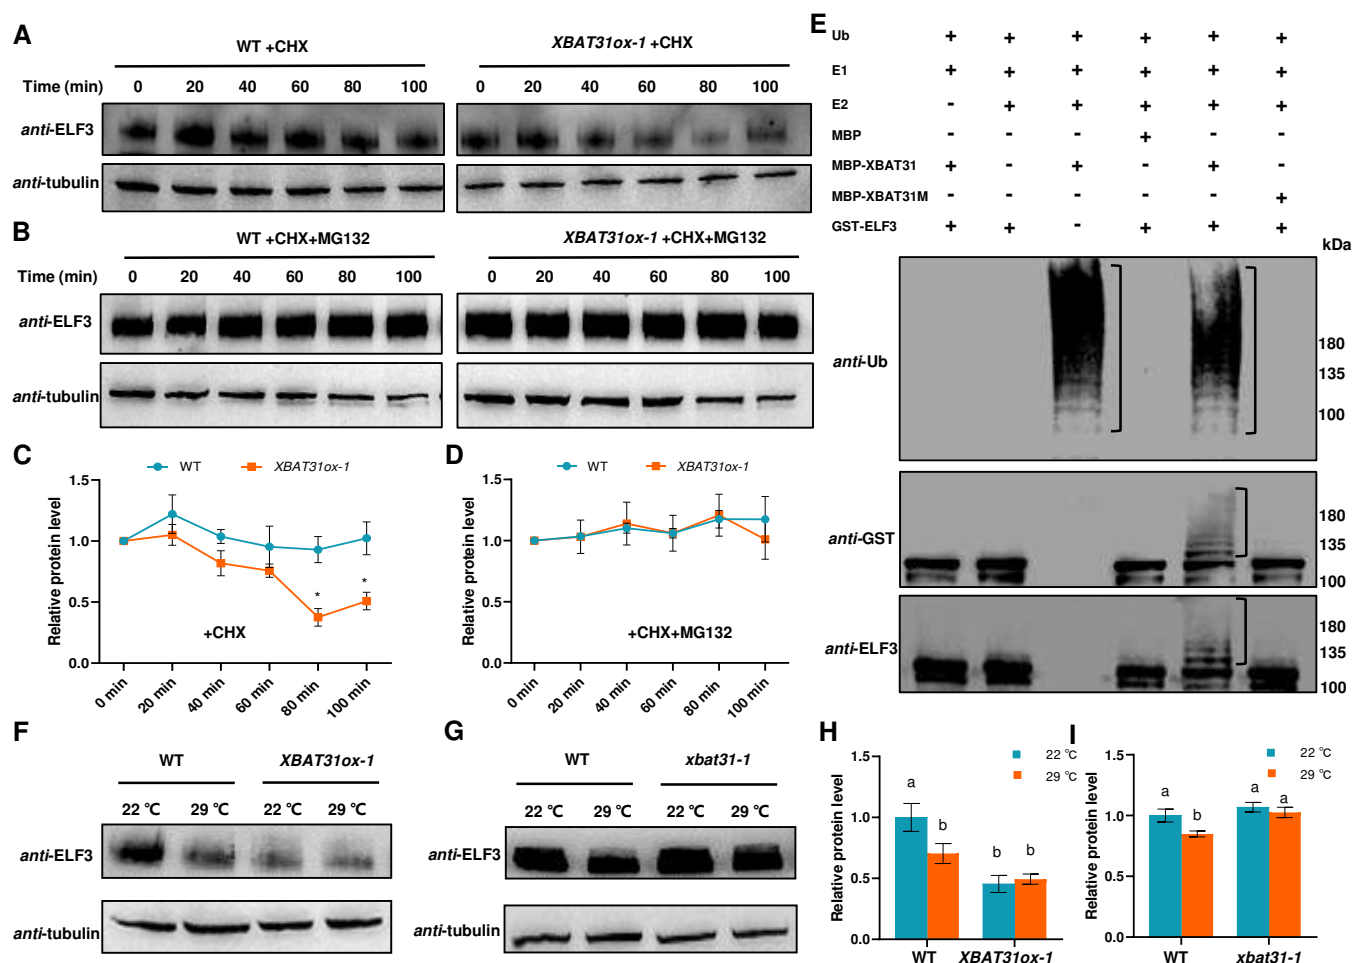 A
WT +CHX
XBAT31ox-1 +CHX
Time (min) 0 20 40 60 80 100 0 20 40 60 80 100
anti-ELF3
anti-tubulin
B
WT +CHX+MG132
XBAT31ox-1 +CHX+MG132
Time (min) 0 20 40 60 80 100 0 20 40 60 80 100
anti-ELF3
anti-tubulin
C
WT XBAT31ox-1
Relative protein level
1.5
1.0
0.5
0.0
* *
+CHX
0 min 20 min 40 min 60 min 80 min 100 min
D
WT XBAT31ox-1
Relative protein level
1.5
1.0
0.5
0.0
+CHX+MG132
0 min 20 min 40 min 60 min 80 min 100 min
E
Ub + + + + + +
E1 + + + + + +
E2 - + + + + +
MBP - - - + - -
MBP-XBAT31 + - + - + -
MBP-XBAT31M - - - - - +
GST-ELF3 + + - + + +
kDa
anti-Ub
180
135
100
anti-GST
180
135
100
anti-ELF3
180
135
100
F
WT XBAT31ox-1
22 °C 29 °C 22 °C 29 °C
anti-ELF3
anti-tubulin
G
WT xbat31-1
22 °C 29 °C 22 °C 29 °C
anti-ELF3
anti-tubulin
H
22 °C
29 °C
Relative protein level
1.5
1.0
0.5
0.0
a b b b
WT XBAT31ox-1
I
22 °C
29 °C
Relative protein level
1.5
1.0
0.5
0.0
a b a a
WT xbat31-1